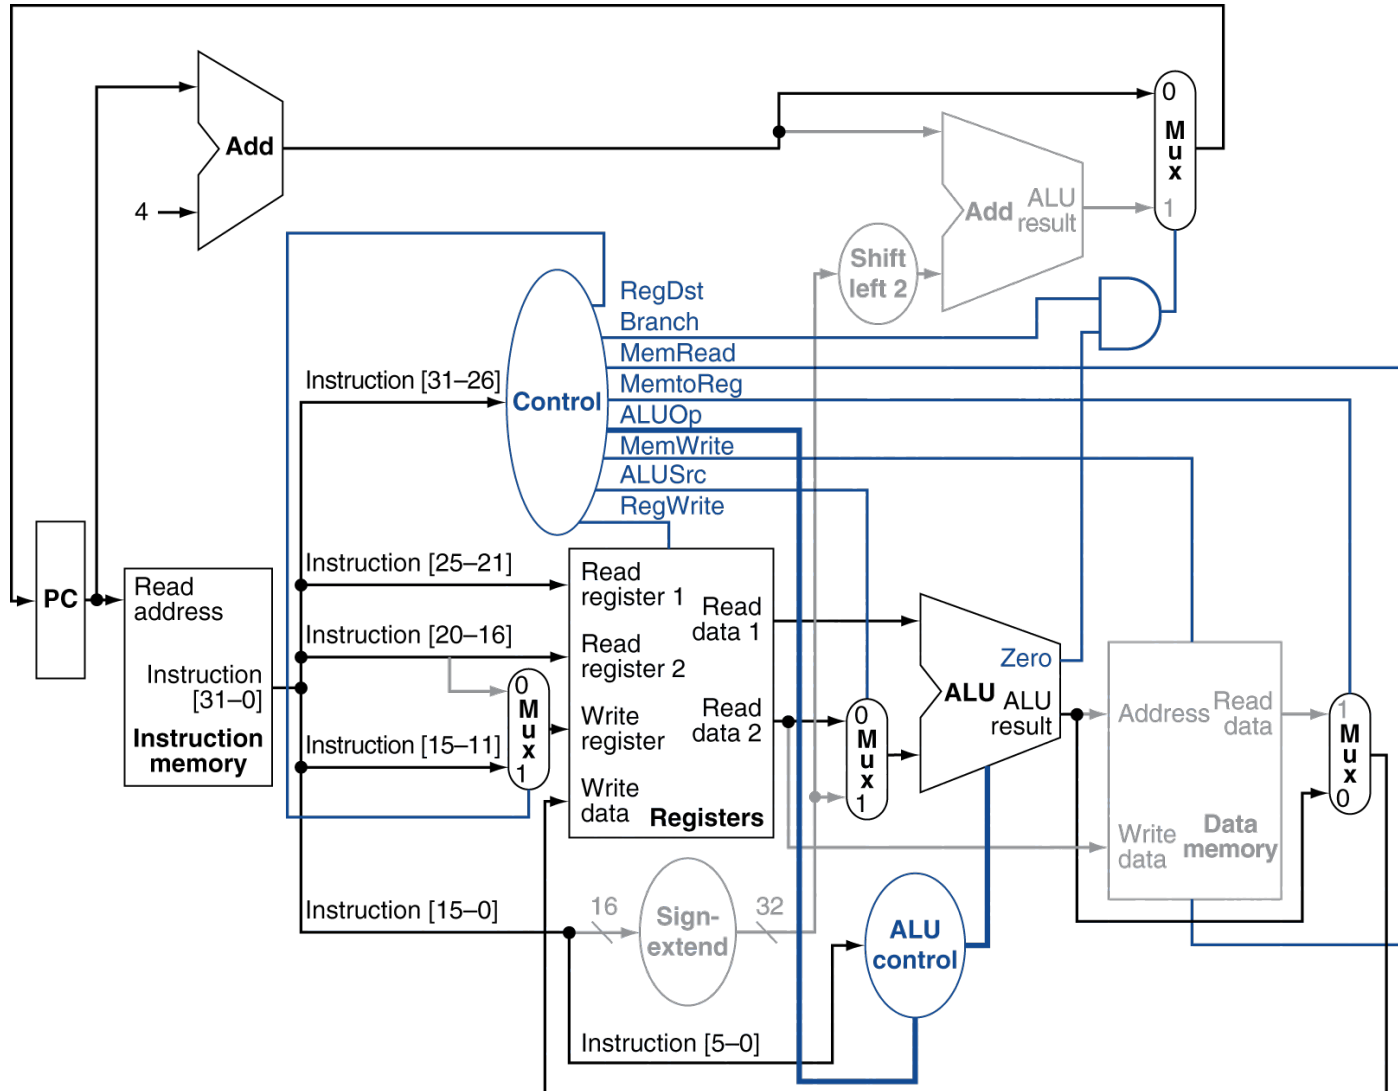 0
M
u
x
1
Add
4
Add
ALU
result
Shift
left 2
RegDst
Branch
MemRead
MemtoReg
ALUOp
MemWrite
ALUSrc
RegWrite
Control
Instruction [31–26]
Instruction [25–21]
Instruction [20–16]
Instruction [15–11]
Instruction [15–0]
Instruction [5–0]
PC
Read
address
Instruction
[31–0]
Instruction
memory
0
M
u
x
1
Read
register 1
Read
register 2
Write
register
Write
data
Read
data 1
Read
data 2
Registers
0
M
u
x
1
Zero
ALU
ALU
result
Address
Read
data
Write
data
Data
memory
1
M
u
x
0
16
Sign-
extend
32
ALU
control